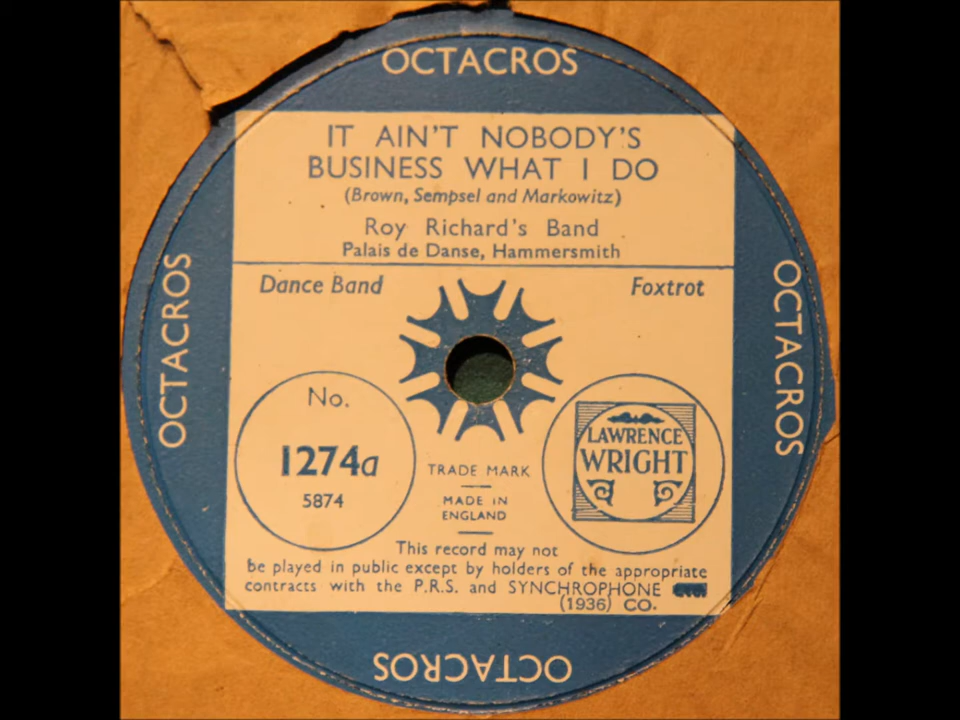 OCTACROS
IT AIN'T NOBODY'S
BUSINESS WHAT I DO
(Brown, Sempsel and Markowitz)
Roy Richard's Band
Palais de Danse, Hammersmith
Dance Band
Foxtrot
OCTACROS
OCTACROS
No.
1274a
5874
TRADE MARK
MADE IN
ENGLAND
LAWRENCE
WRIGHT
This record may not
be played in public except by holders of the appropriate
contracts with the P.R.S. and SYNCHROPHONE
(1936) CO.
OCTACROS